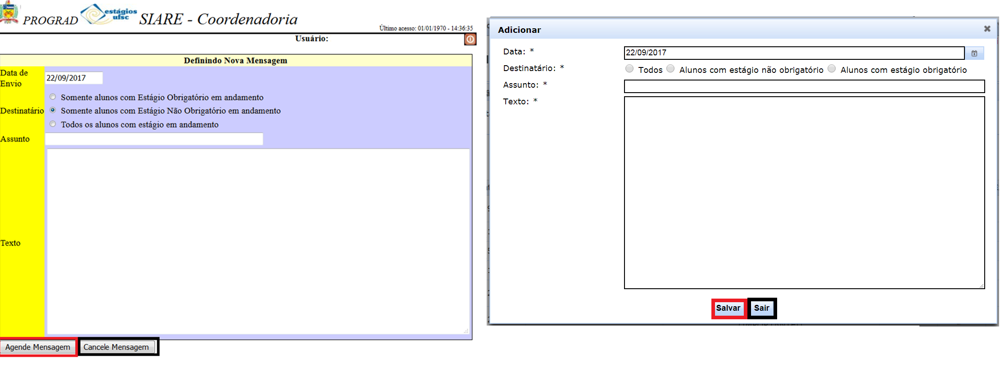 PROGRAD estágios ufsc SIARE - Coordenadoria
Último acesso: 01/01/1970 - 14:36:35
Usuário:
Definindo Nova Mensagem
Data de Envio 22/09/2017
Somente alunos com Estágio Obrigatório em andamento
Destinatário Somente alunos com Estágio Não Obrigatório em andamento
Todos os alunos com estágio em andamento
Assunto
Texto
Agende Mensagem Cancele Mensagem
Adicionar
Data: * 22/09/2017
Destinatário: * Todos Alunos com estágio não obrigatório Alunos com estágio obrigatório
Assunto: *
Texto: *
Salvar Sair